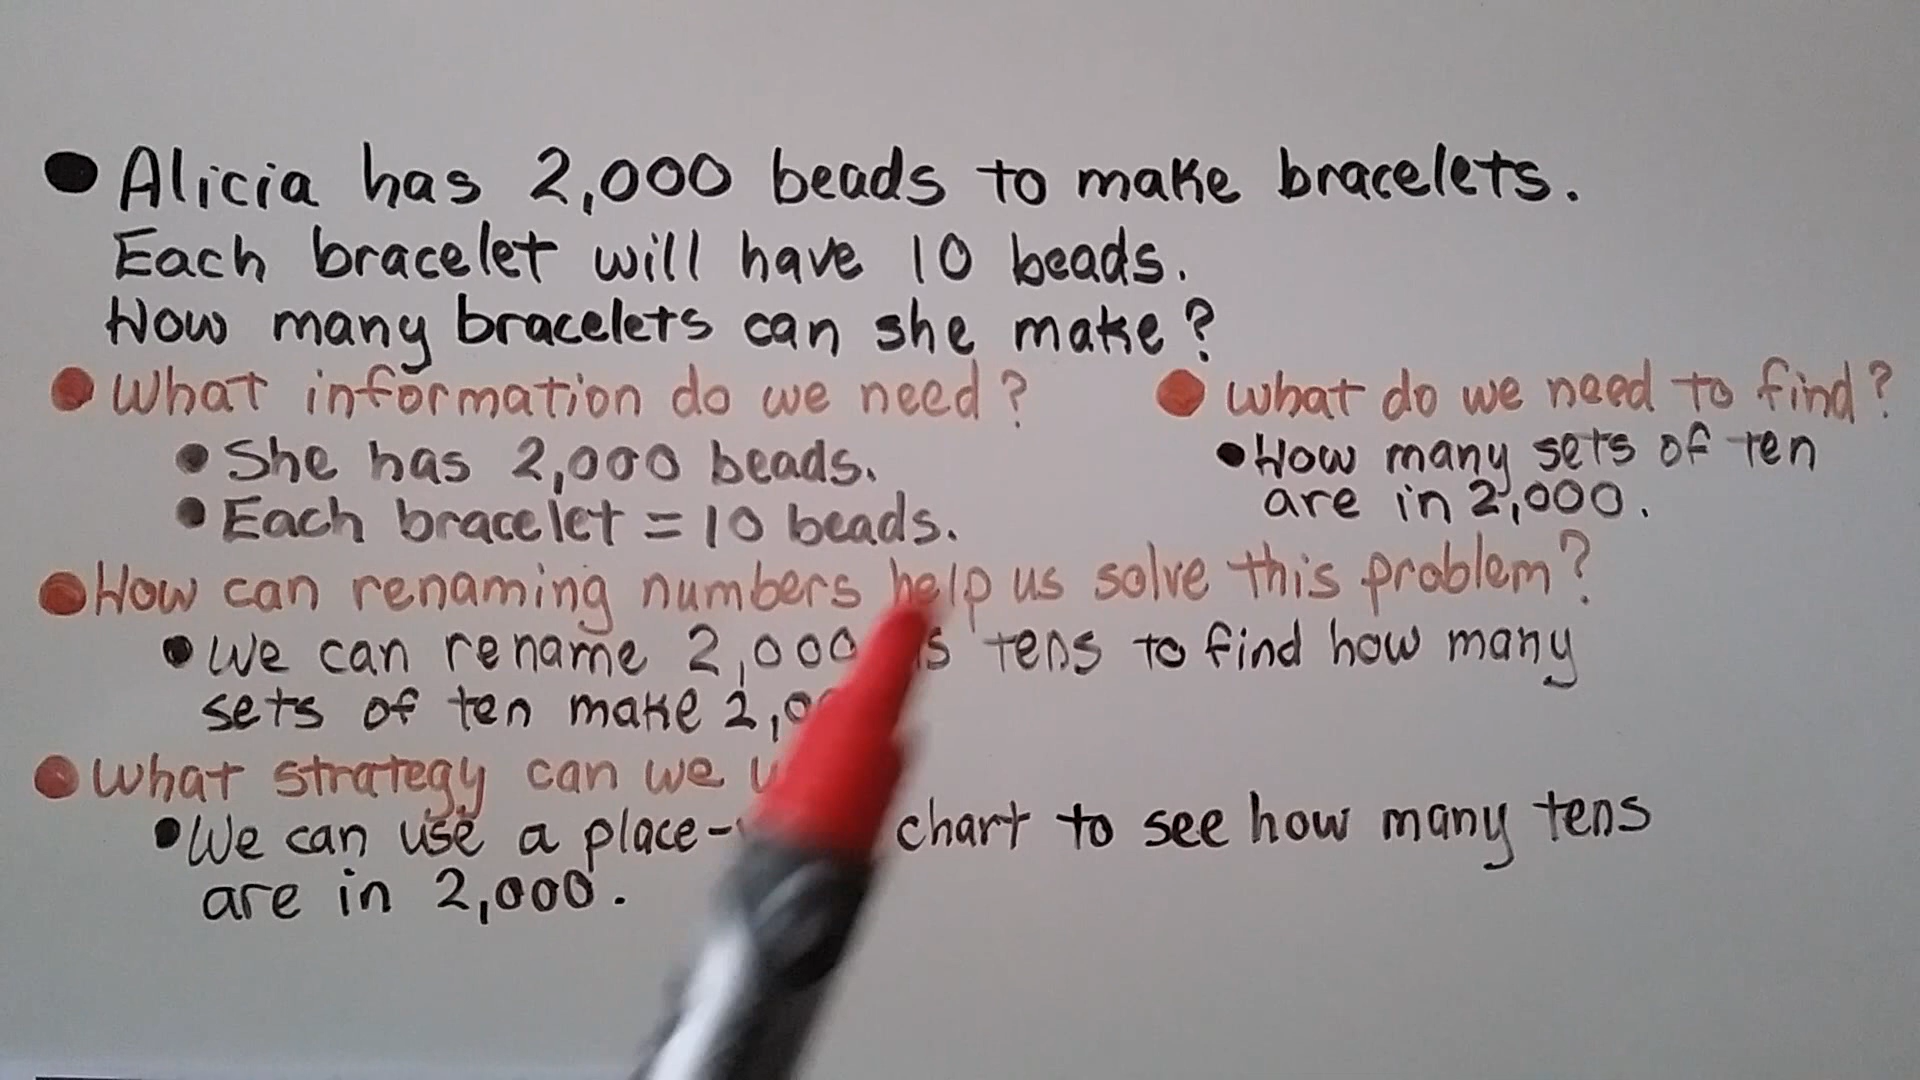 Alicia has 2,000 beads to make bracelets.
Each bracelet will have 10 beads.
How many bracelets can she make?
What information do we need?
She has 2,000 beads.
Each bracelet = 10 beads.
What do we need to find?
How many sets of ten
are in 2,000.
How can renaming numbers help us solve this problem?
We can rename 2,000 tens to find how many
sets of ten make
What strategy can we
We can use a place- chart to see how many tens
are in 2,000.